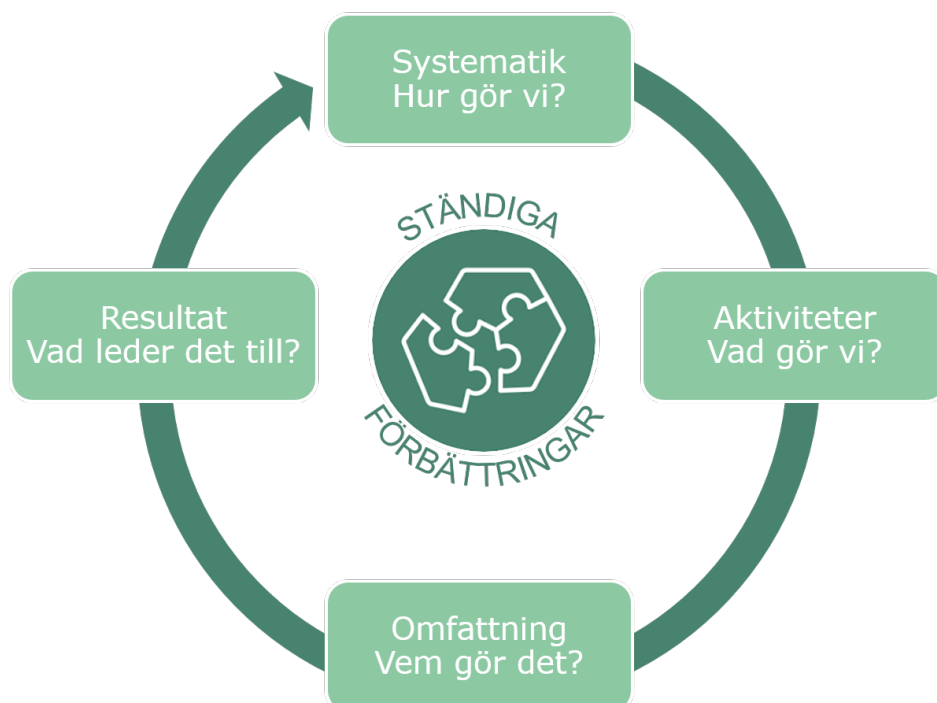 Systematik
Hur gör vi?
STÄNDIGA
FÖRBÄTTRINGAR
Resultat
Vad leder det till?
Aktiviteter
Vad gör vi?
Omfattning
Vem gör det?